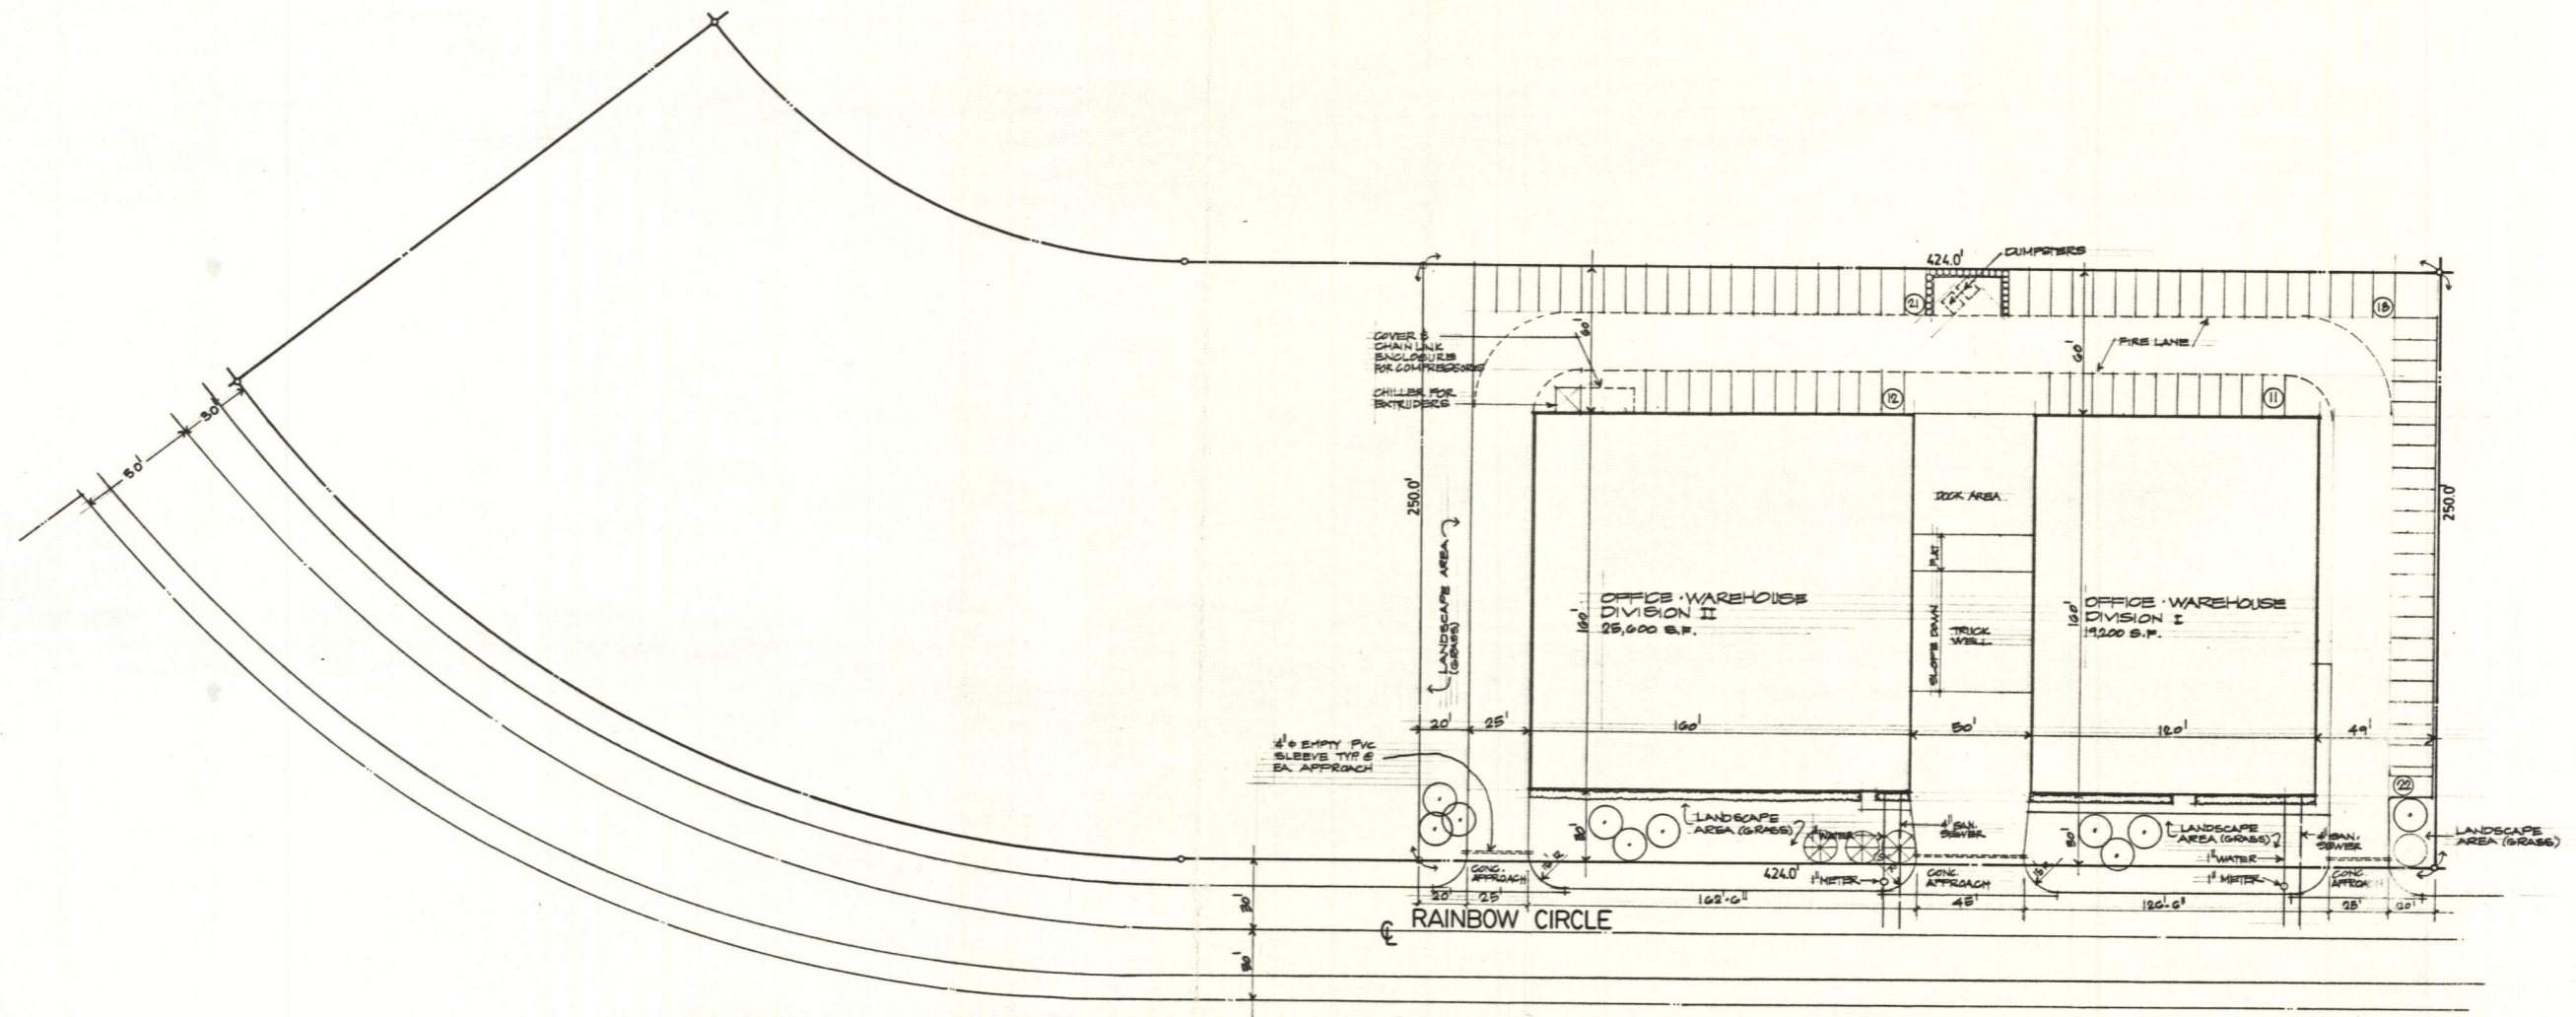 DUMPSTERS
424.0'
21
18
60'
60'
FIRE LANE
COVER &
CHAIN LINK
ENCLOSURE
FOR COMPRESSORS
CHILLER FOR
EXTRUDERS
12
11
30'
50'
250.0'
250.0'
DOCK AREA
FLAT
SLOPE DOWN
TRUCK
WELL
LANDSCAPE AREA
(GRASS)
160'
OFFICE · WAREHOUSE
DIVISION II
25,600 S.F.
160'
OFFICE · WAREHOUSE
DIVISION I
19,200 S.F.
20'
25'
160'
50'
120'
49'
4" φ EMPTY PVC
SLEEVE TYP. @
EA. APPROACH
22
30'
LANDSCAPE
AREA (GRASS)
1" WATER
4" SAN.
SEWER
30'
LANDSCAPE
AREA (GRASS)
4" SAN.
SEWER
1" WATER
LANDSCAPE
AREA (GRASS)
CONC.
APPROACH
424.0'
1" METER
CONC.
APPROACH
1" METER
CONC.
20'
25'
162'-6"
45'
126'-6"
25'
20'
30'
30'
RAINBOW CIRCLE